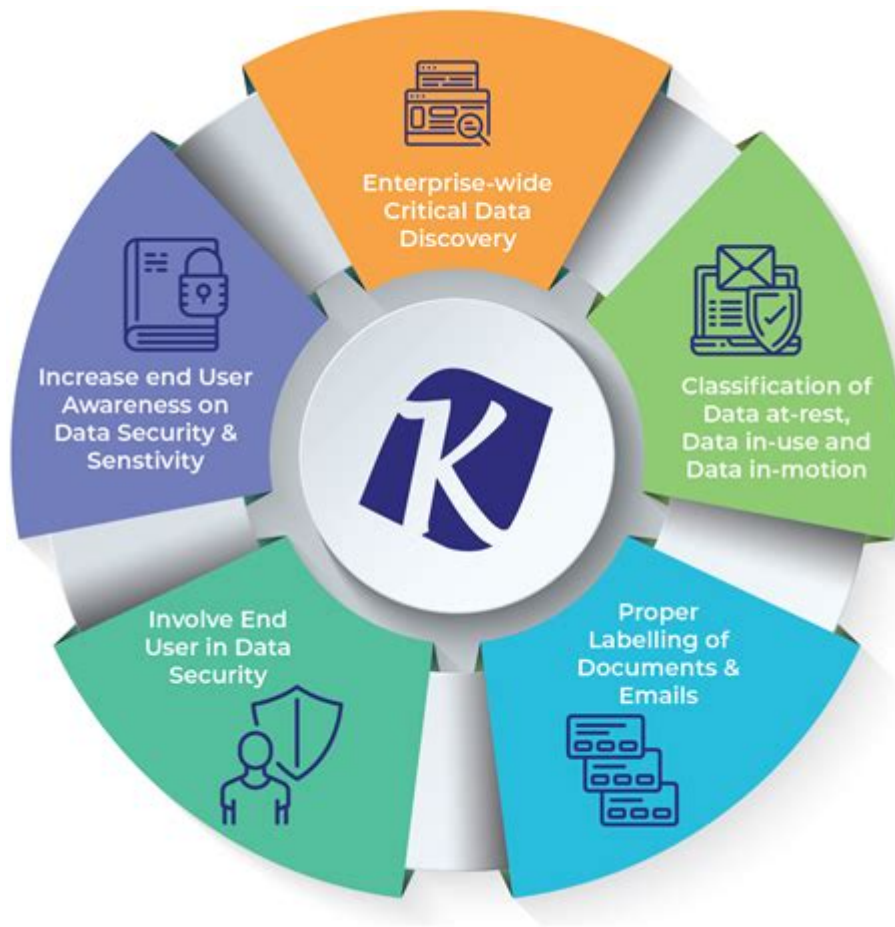 Enterprise-wide
Critical Data
Discovery
Classification of
Data at-rest,
Data in-use and
Data in-motion
Proper
Labelling of
Documents &
Emails
Involve End
User in Data
Security
Increase end User
Awareness on
Data Security &
Senstivity
K